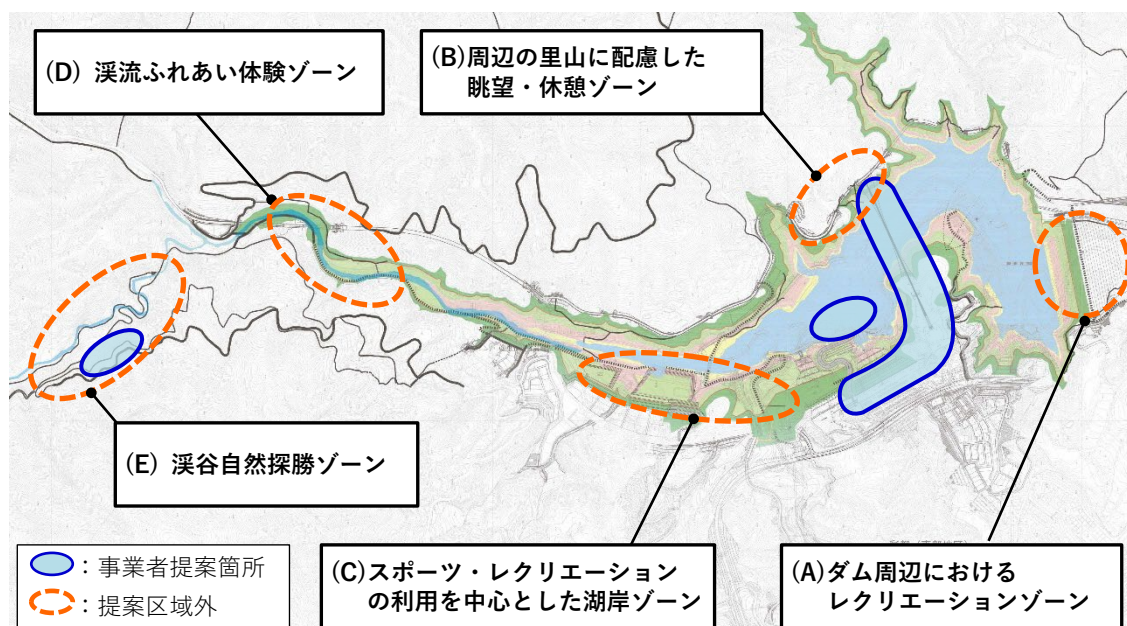 (D) 渓流ふれあい体験ゾーン
(B)周辺の里山に配慮した
眺望・休憩ゾーン
(E) 渓谷自然探勝ゾーン
:事業者提案箇所
:提案区域外
(C)スポーツ・レクリエーション
の利用を中心とした湖岸ゾーン
(A)ダム周辺における
レクリエーションゾーン